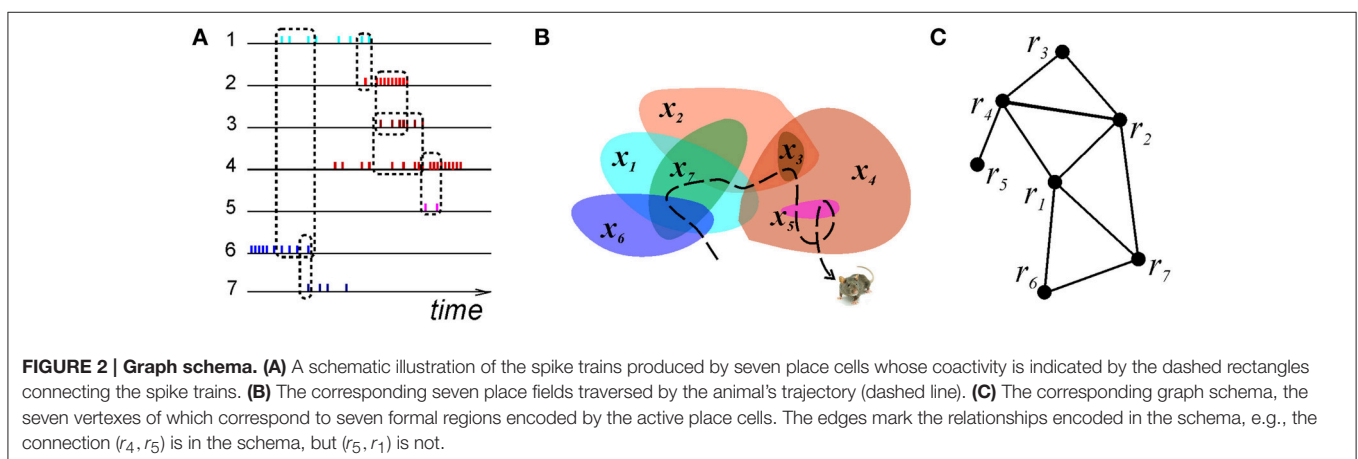 A
1
2
3
4
5
6
7
time
B
x2
x1
x7
x3
x4
x5
x6
C
r3
r4
r2
r5
r1
r7
r6
FIGURE 2 | Graph schema. (A) A schematic illustration of the spike trains produced by seven place cells whose coactivity is indicated by the dashed rectangles
connecting the spike trains. (B) The corresponding seven place fields traversed by the animal's trajectory (dashed line). (C) The corresponding graph schema, the
seven vertexes of which correspond to seven formal regions encoded by the active place cells. The edges mark the relationships encoded in the schema, e.g., the
connection (r4, r5) is in the schema, but (r5, r1) is not.